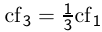 cf₃ = ⅓cf₁